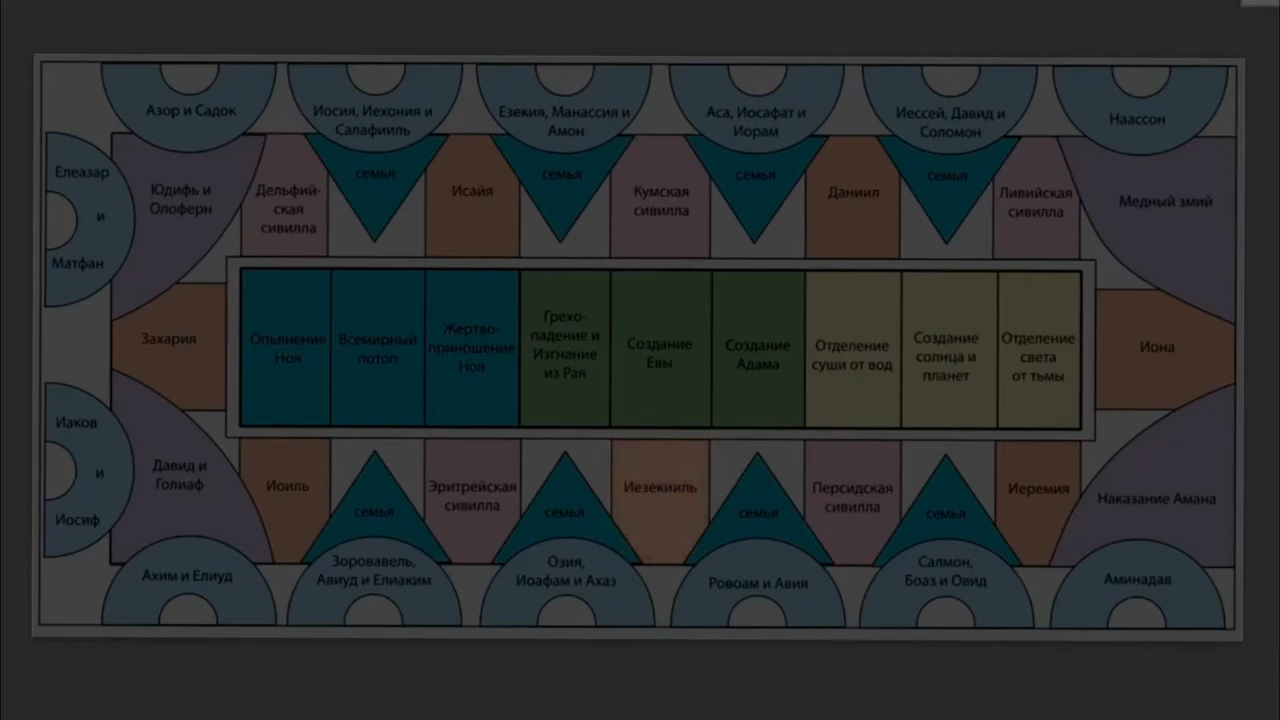 Азор и Садок
Иосия, Иехония и
Салафииль
Езекия, Манассия и
Амон
Аса, Иосафат и
Иорам
Иессей, Давид и
Соломон
Наассон
Елеазар
и
Матфан
Юдифь и
Олоферн
Дельфий-
ская
сивилла
семья
Исайя
семья
Кумская
сивилла
семья
Даниил
семья
Ливийская
сивилла
Медный змий
Захария
Опьянение
Ноя
Всемирный
потоп
Жертво-
приношение
Ноя
Грехо-
падение и
Изгнание
из Рая
Создание
Евы
Создание
Адама
Отделение
суши от вод
Создание
солнца и
планет
Отделение
света
от тьмы
Иона
Иаков
и
Иосиф
Давид и
Голиаф
Иоиль
семья
Эритрейская
сивилла
семья
Иезекииль
семья
Персидская
сивилла
семья
Иеремия
Наказание Амана
Ахим и Елиуд
Зоровавель,
Авиуд и Елиаким
Озия,
Иоафам и Ахаз
Ровоам и Авия
Салмон,
Боаз и Овид
Аминадав